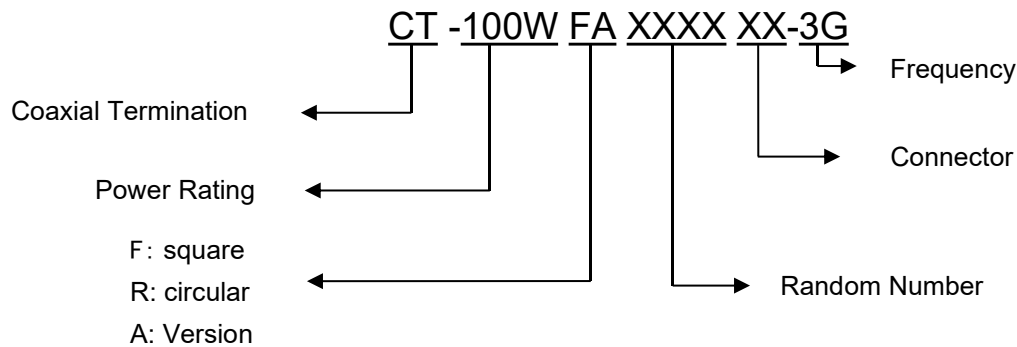 CT -100W FA XXXX XX-3G
Frequency
Coaxial Termination
Connector
Power Rating
F: square
R: circular
Random Number
A: Version